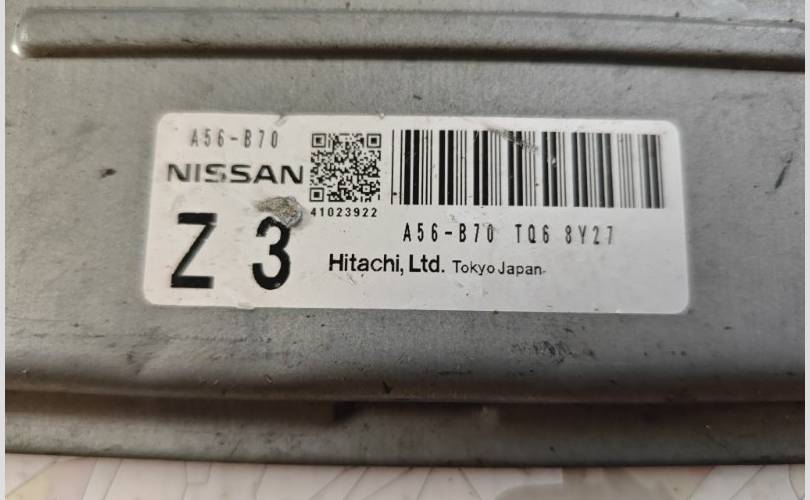 A56-B70
NISSAN
41023922
Z 3
A56-B70 TQ6 8Y27
Hitachi, Ltd. Tokyo Japan